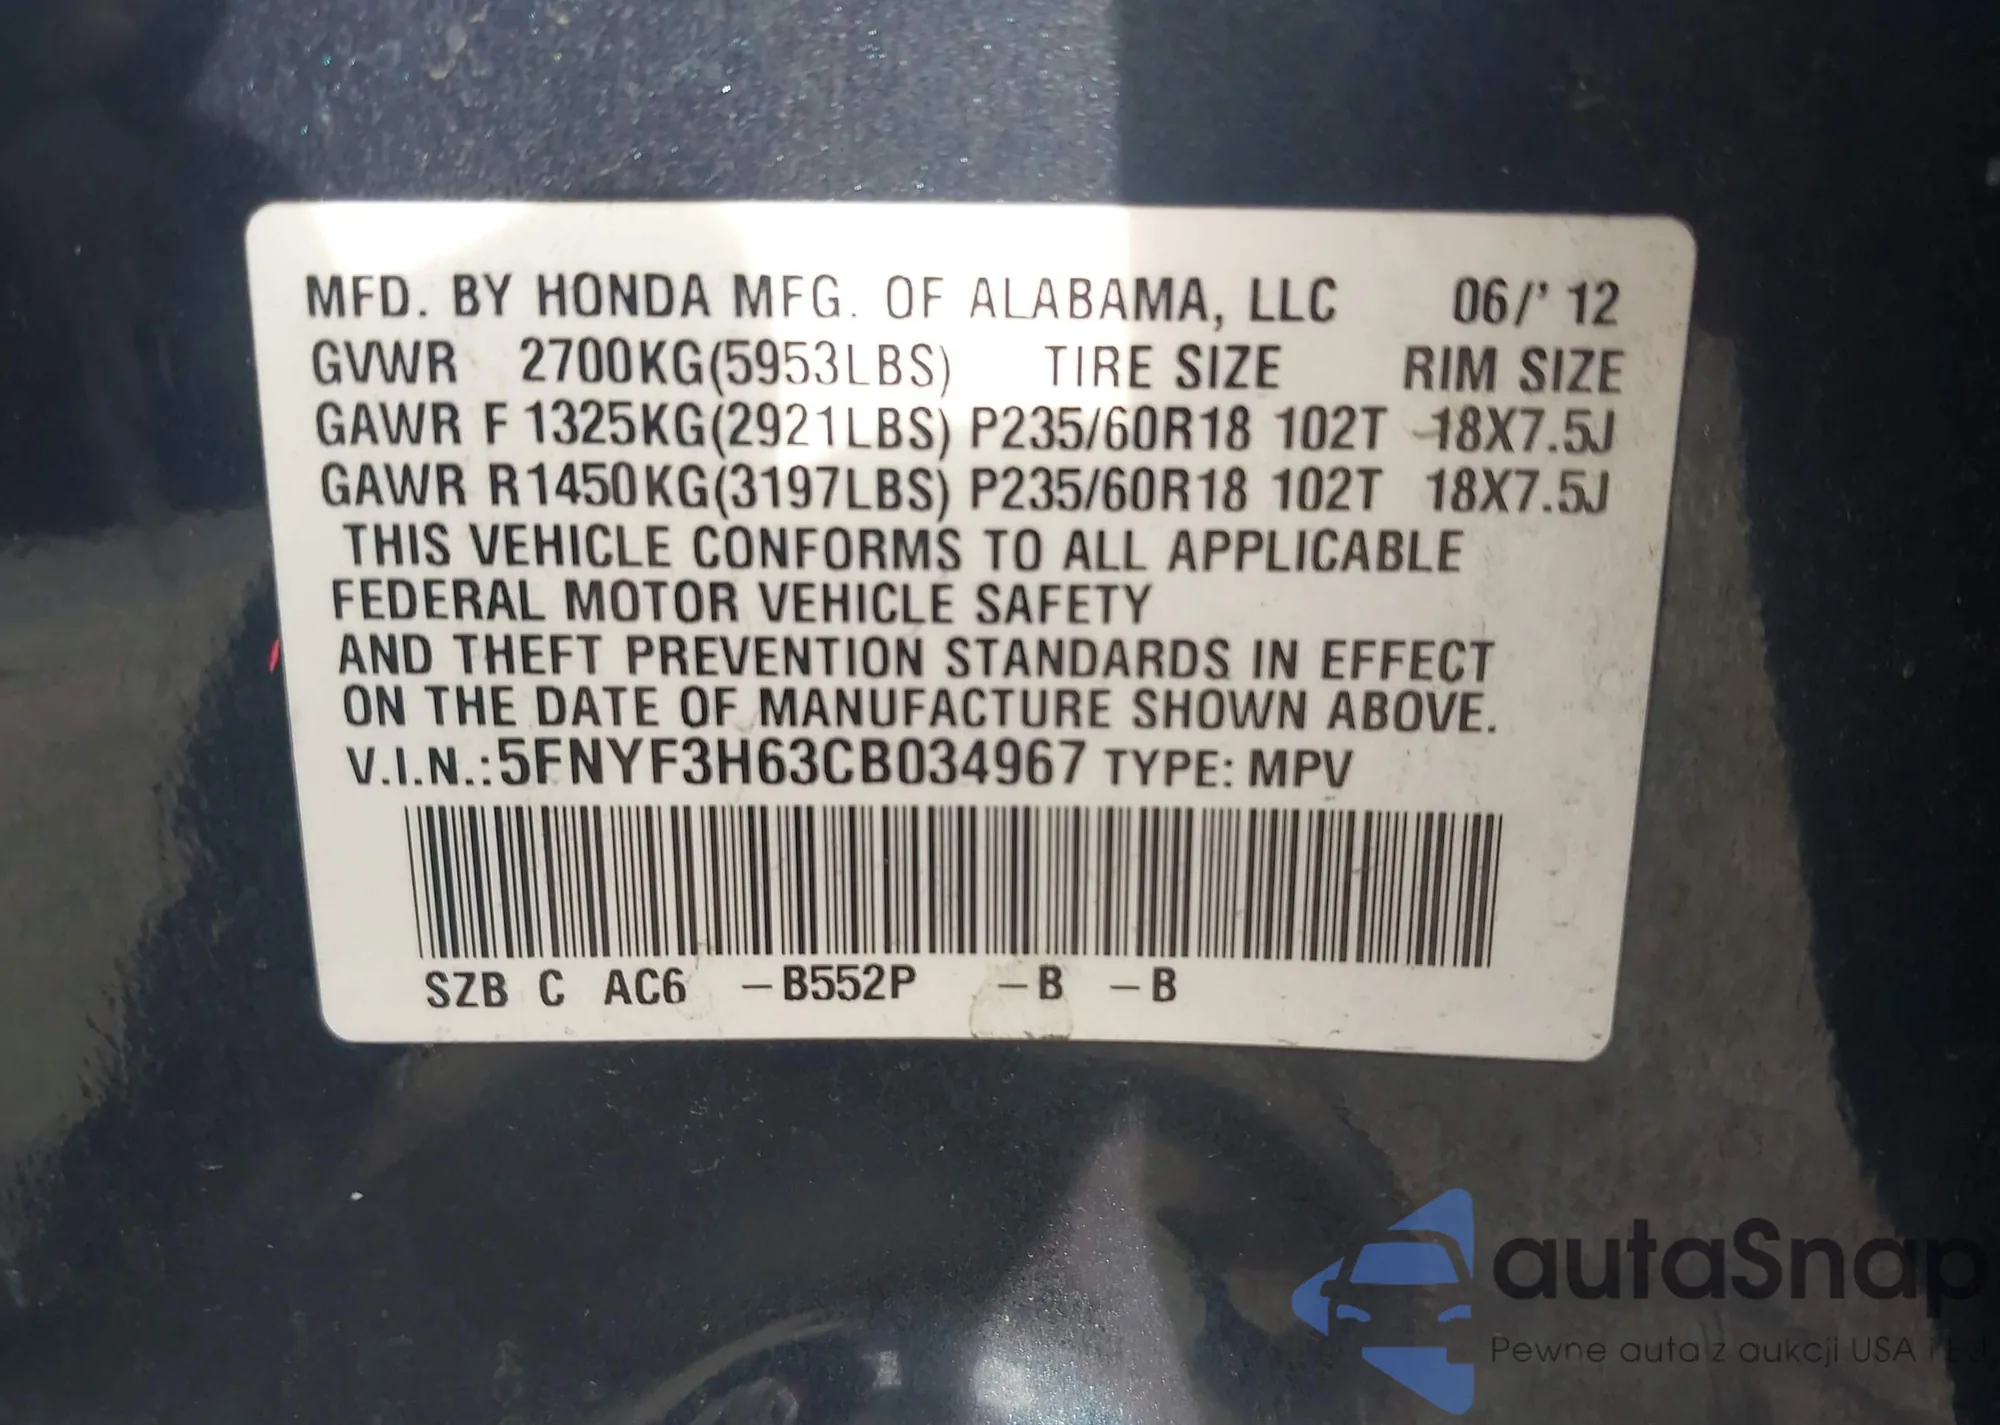 MFD. BY HONDA MFG. OF ALABAMA, LLC 06/' 12
GVWR 2700KG(5953LBS) TIRE SIZE RIM SIZE
GAWR F 1325KG(2921LBS) P235/60R18 102T 18X7.5J
GAWR R1450KG(3197LBS) P235/60R18 102T 18X7.5J
THIS VEHICLE CONFORMS TO ALL APPLICABLE
FEDERAL MOTOR VEHICLE SAFETY
AND THEFT PREVENTION STANDARDS IN EFFECT
ON THE DATE OF MANUFACTURE SHOWN ABOVE.
V.I.N.:5FNYF3H63CB034967 TYPE: MPV
SZB C AC6 –B552P –B –B
autaSnap
Pewne auta z aukcji USA i EU